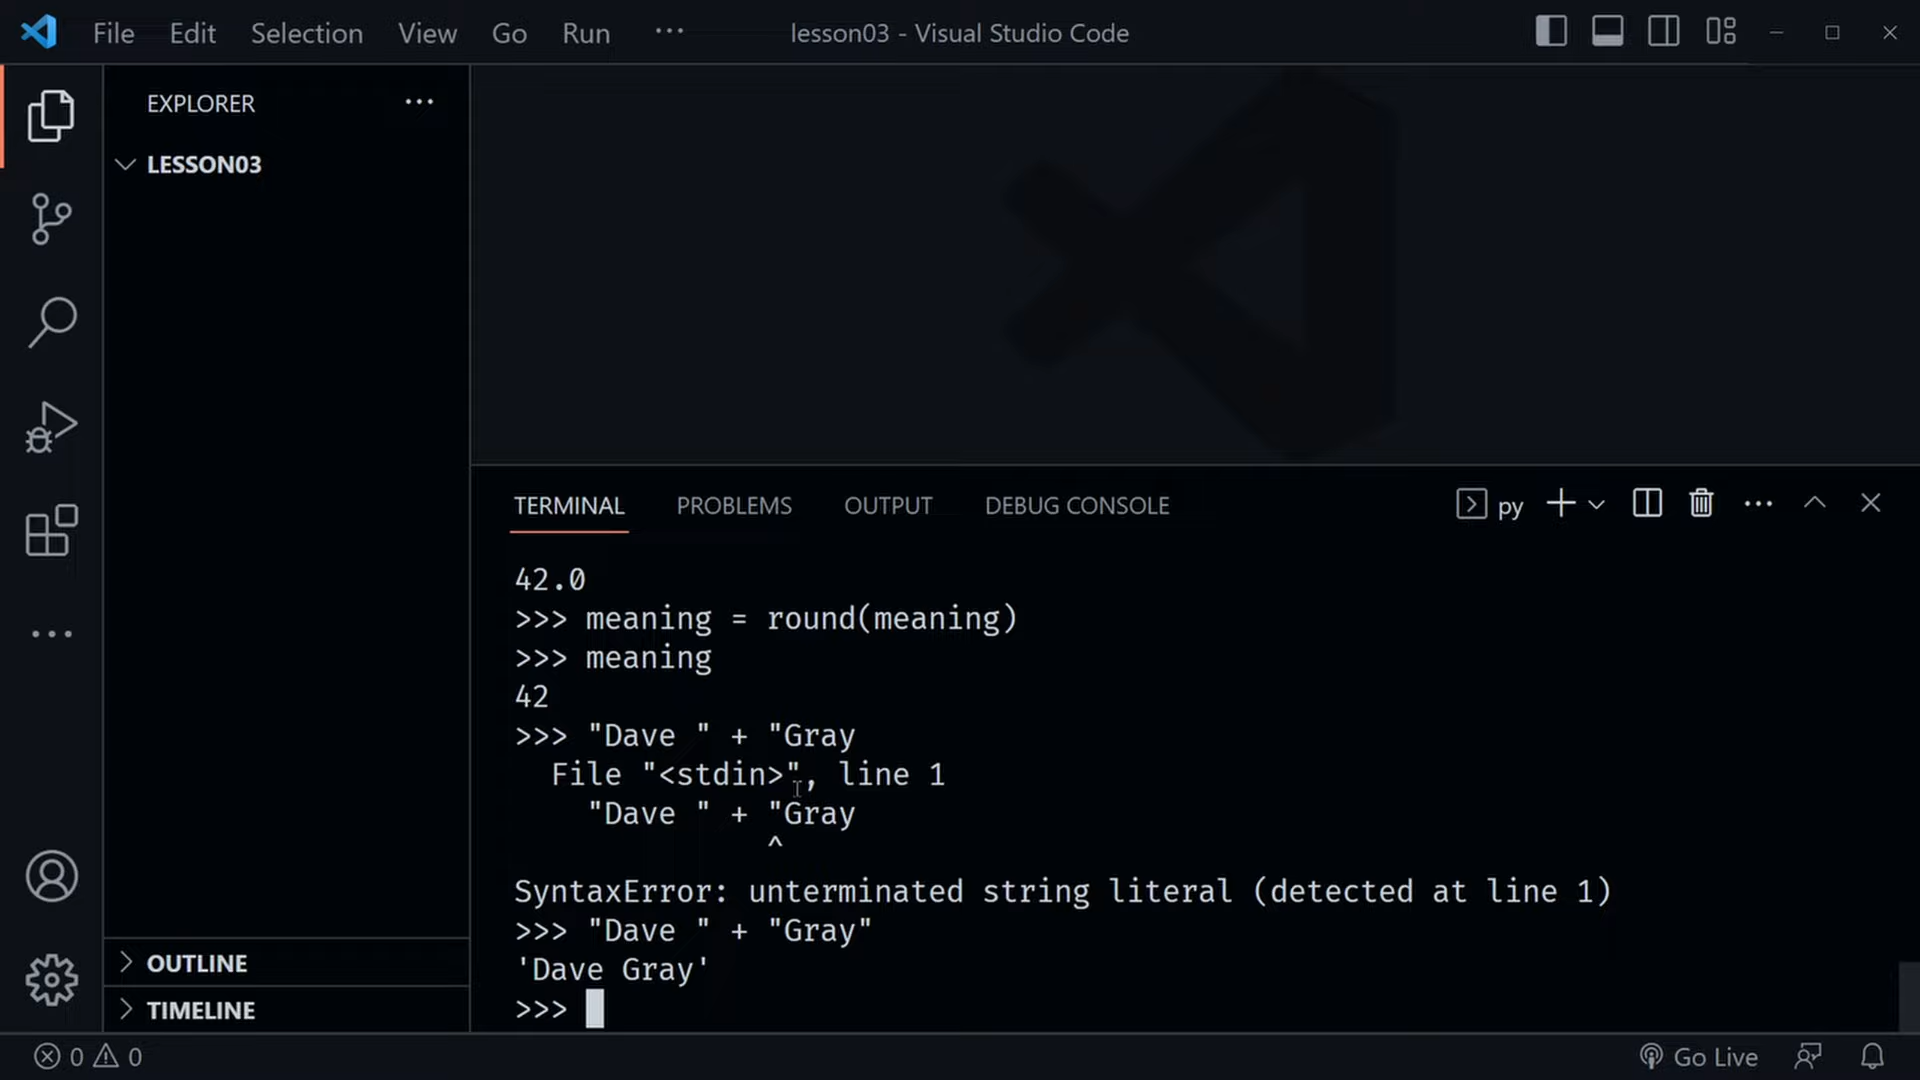 File Edit Selection View Go Run ··· lesson03 - Visual Studio Code
EXPLORER ···
LESSON03
TERMINAL PROBLEMS OUTPUT DEBUG CONSOLE py
42.0
>>> meaning = round(meaning)
>>> meaning
42
>>> "Dave " + "Gray
  File "<stdin>", line 1
    "Dave " + "Gray
              ^
SyntaxError: unterminated string literal (detected at line 1)
>>> "Dave " + "Gray"
'Dave Gray'
>>>
OUTLINE
TIMELINE
0 0 Go Live